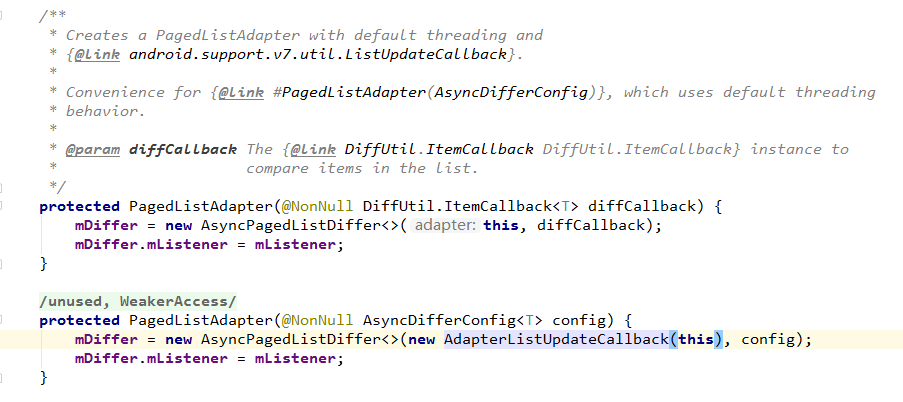 /**
 * Creates a PagedListAdapter with default threading and
 * {@link android.support.v7.util.ListUpdateCallback}.
 *
 * Convenience for {@link #PagedListAdapter(AsyncDifferConfig)}, which uses default threading
 * behavior.
 *
 * @param diffCallback The {@link DiffUtil.ItemCallback DiffUtil.ItemCallback} instance to
 *                     compare items in the list.
 */
protected PagedListAdapter(@NonNull DiffUtil.ItemCallback<T> diffCallback) {
    mDiffer = new AsyncPagedListDiffer<>( adapter: this, diffCallback);
    mDiffer.mListener = mListener;
}

/unused, WeakerAccess/
protected PagedListAdapter(@NonNull AsyncDifferConfig<T> config) {
    mDiffer = new AsyncPagedListDiffer<>(new AdapterListUpdateCallback(this), config);
    mDiffer.mListener = mListener;
}